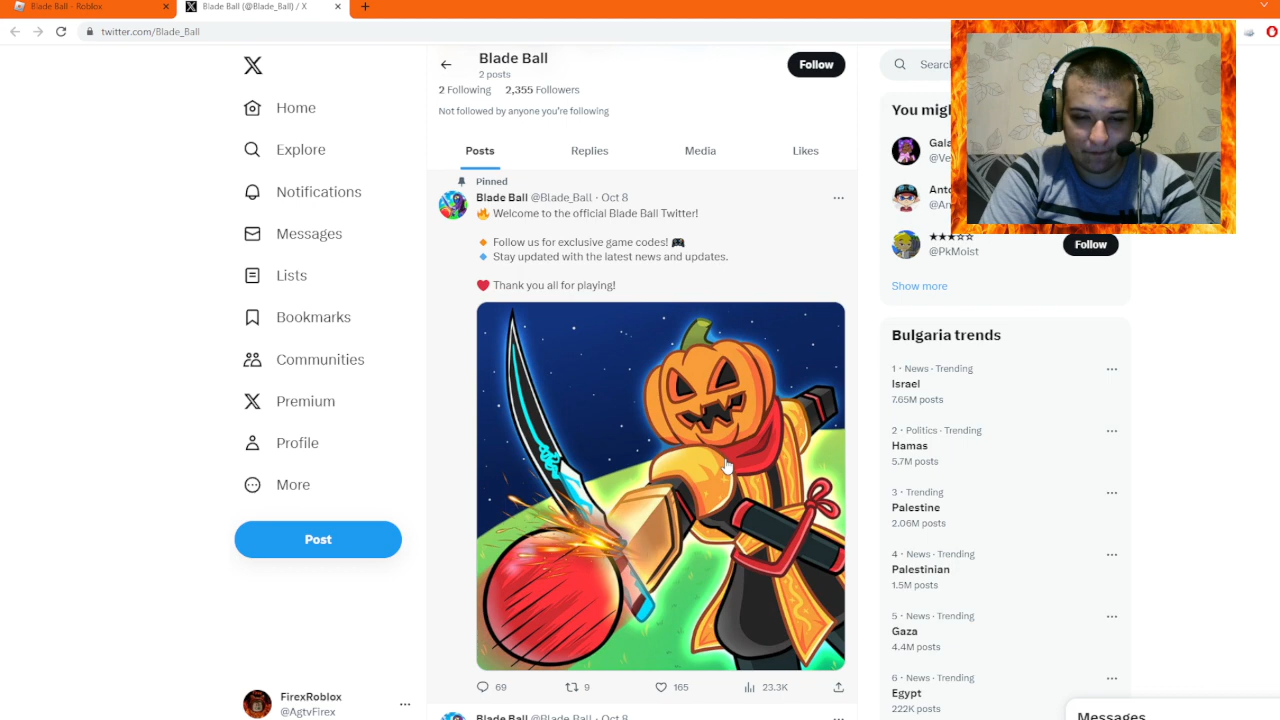 Blade Ball - Roblox
Blade Ball (@Blade_Ball) / X
twitter.com/Blade_Ball
Home
Explore
Notifications
Messages
Lists
Bookmarks
Communities
Premium
Profile
More
Post
FirexRoblox
@AgtvFirex
Blade Ball
2 posts
Follow
2 Following 2,355 Followers
Not followed by anyone you're following
Posts Replies Media Likes
Pinned
Blade Ball @Blade_Ball · Oct 8
🔥 Welcome to the official Blade Ball Twitter!
🔸 Follow us for exclusive game codes! 🎮
🔹 Stay updated with the latest news and updates.
❤️ Thank you all for playing!
69 9 165 23.3K
Blade Ball @Blade_Ball · Oct 8
★★★☆☆
@PkMoist
Follow
Show more
Bulgaria trends
1 · News · Trending
Israel
7.65M posts
2 · Politics · Trending
Hamas
5.7M posts
3 · Trending
Palestine
2.06M posts
4 · News · Trending
Palestinian
1.5M posts
5 · News · Trending
Gaza
4.4M posts
6 · News · Trending
Egypt
222K posts
Messages